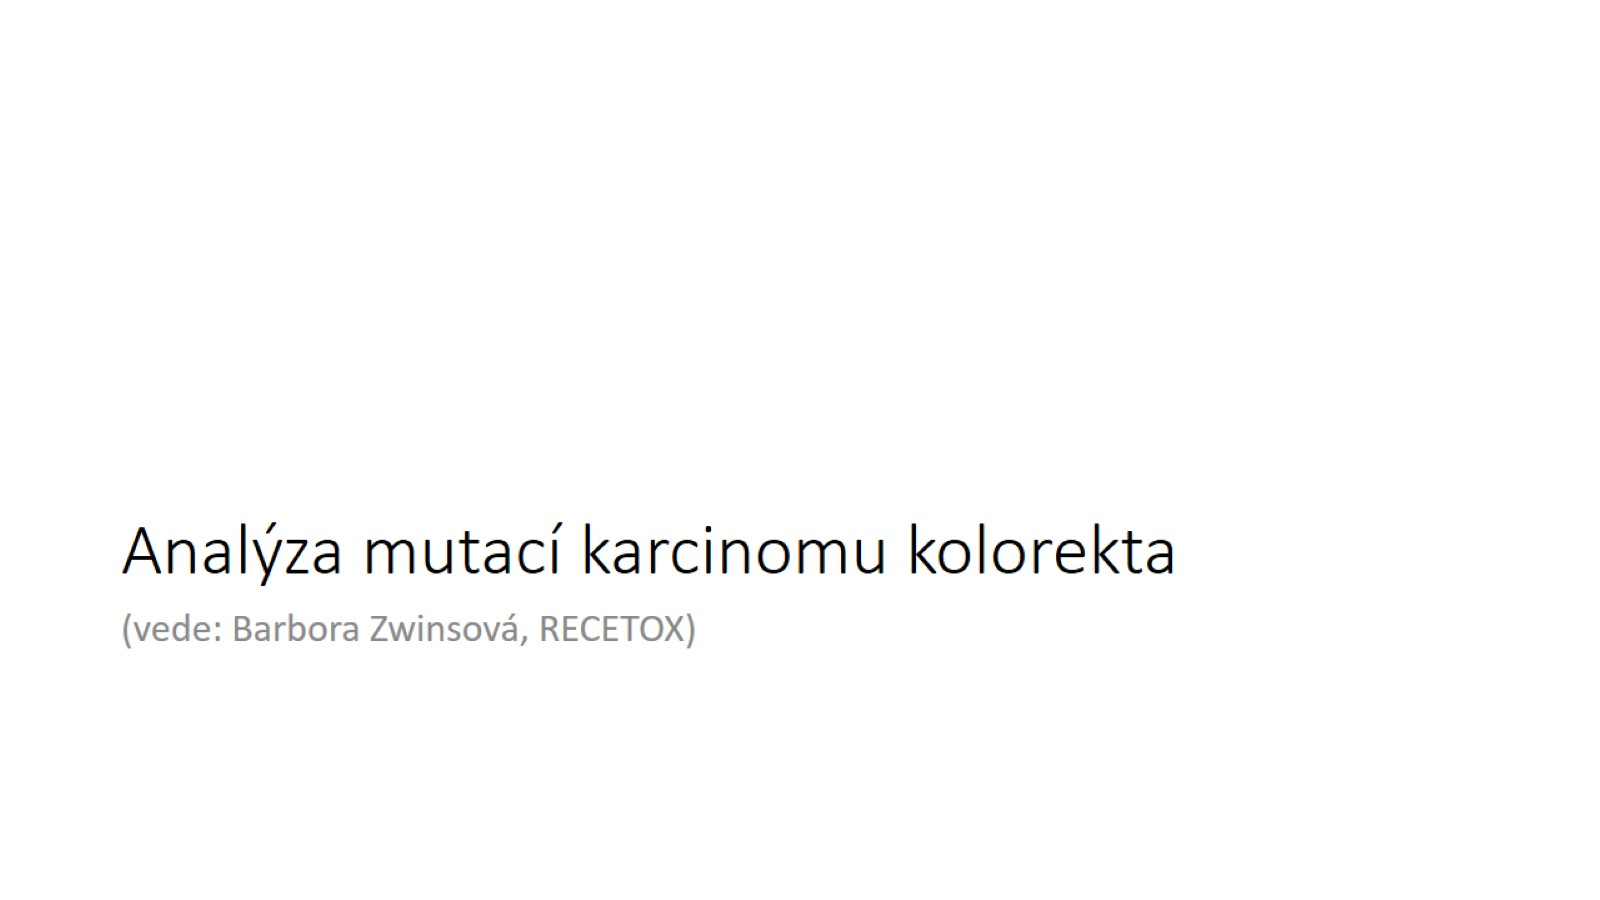 Analýza mutací karcinomu kolorekta
(vede: Barbora Zwinsová, RECETOX)